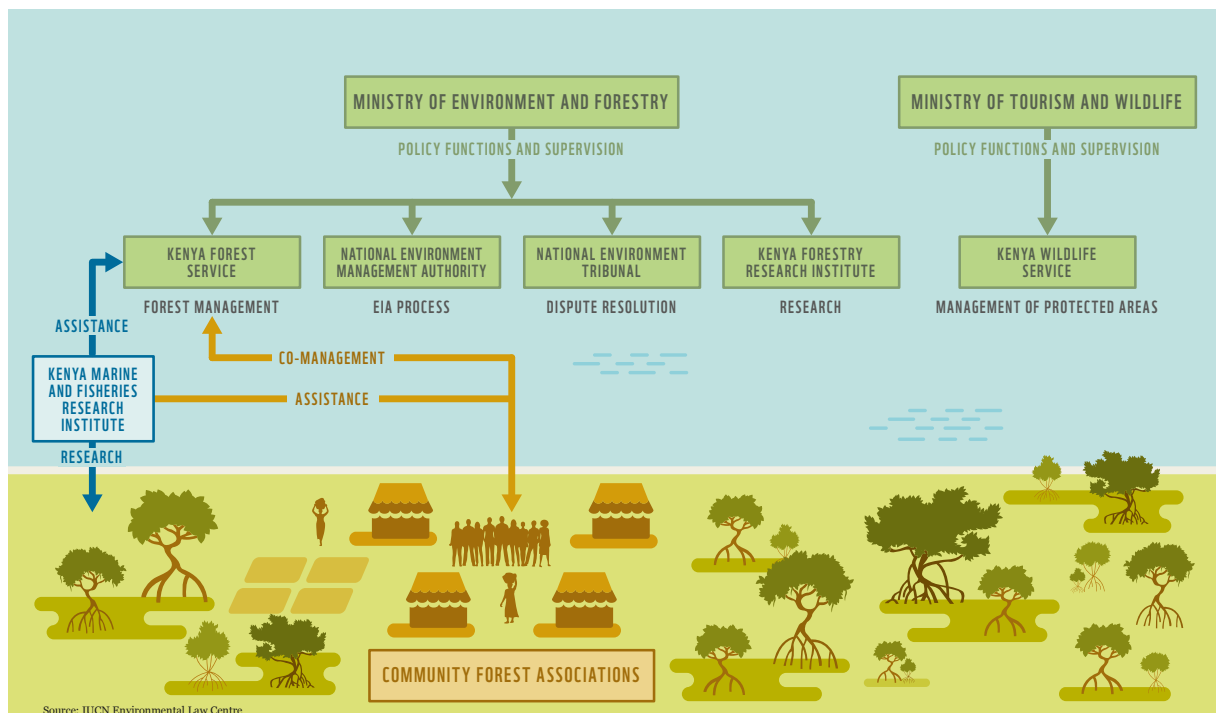 MINISTRY OF ENVIRONMENT AND FORESTRY
MINISTRY OF TOURISM AND WILDLIFE
POLICY FUNCTIONS AND SUPERVISION
POLICY FUNCTIONS AND SUPERVISION
KENYA FOREST
SERVICE
NATIONAL ENVIRONMENT
MANAGEMENT AUTHORITY
NATIONAL ENVIRONMENT
TRIBUNAL
KENYA FORESTRY
RESEARCH INSTITUTE
KENYA WILDLIFE
SERVICE
FOREST MANAGEMENT
EIA PROCESS
DISPUTE RESOLUTION
RESEARCH
MANAGEMENT OF PROTECTED AREAS
ASSISTANCE
CO-MANAGEMENT
KENYA MARINE
AND FISHERIES
RESEARCH
INSTITUTE
ASSISTANCE
RESEARCH
COMMUNITY FOREST ASSOCIATIONS
Source: IUCN Environmental Law Centre